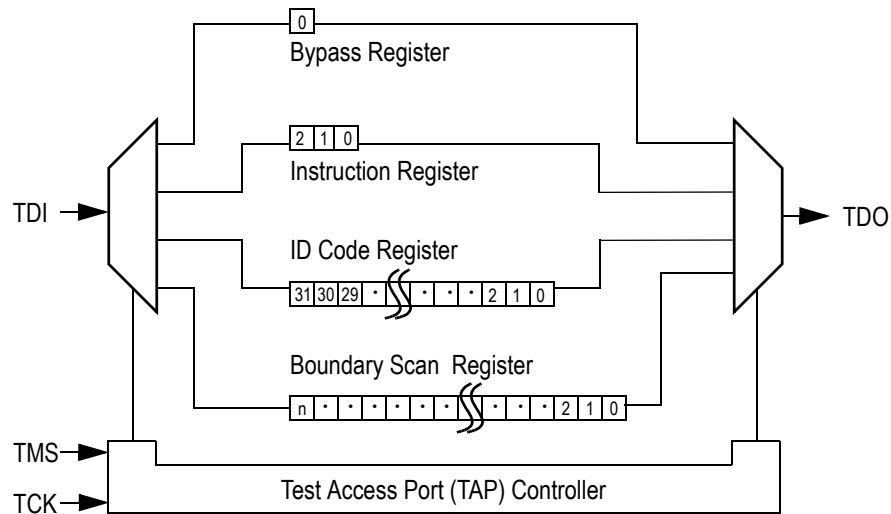 0
Bypass Register
2 1 0
Instruction Register
TDI
TDO
ID Code Register
31 30 29 · · · · 2 1 0
Boundary Scan Register
n · · · · · · · · · 2 1 0
TMS
TCK
Test Access Port (TAP) Controller